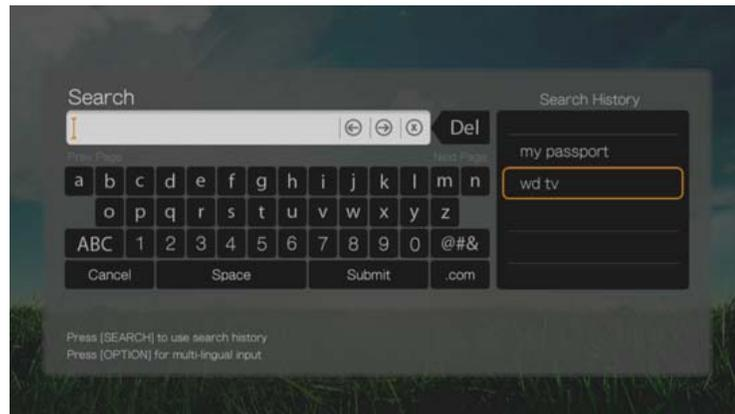 Search
Search History
Del
Prev Page
Next Page
my passport
a b c d e f g h i j k l m n
wd tv
o p q r s t u v w x y z
ABC 1 2 3 4 5 6 7 8 9 0 @#&
Cancel Space Submit .com
Press [SEARCH] to use search history
Press [OPTION] for multi-lingual input